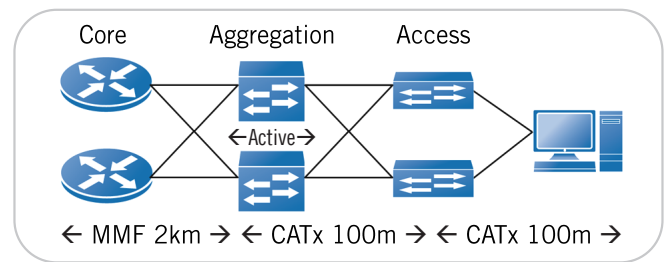 Core Aggregation Access
←Active→
← MMF 2km → ← CATx 100m → ← CATx 100m →